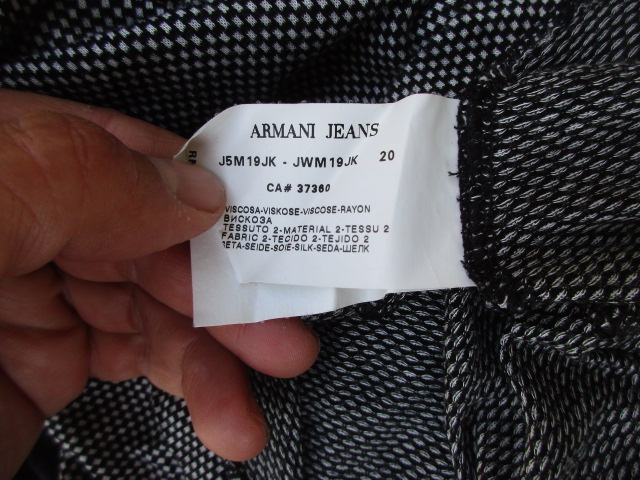 ARMANI JEANS
J5M19JK - JWM19JK 20
CA# 37360
VISCOSA-VISKOSE-VISCOSE-RAYON
ВИСКОЗА
TESSUTO 2-MATERIAL 2-TESSU 2
FABRIC 2-TECIDO 2-TEJIDO 2
SETA-SEIDE-SOIE-SILK-SEDA-ШЕЛК